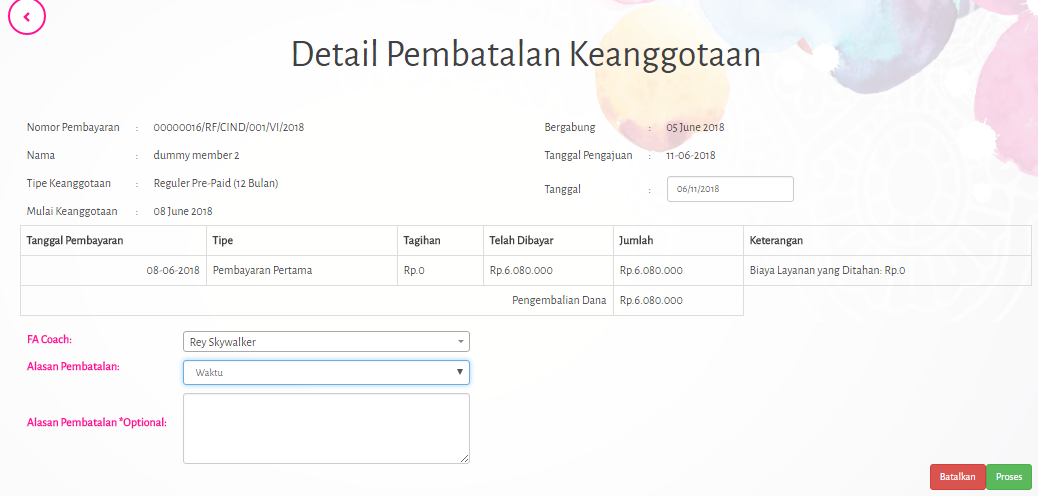 Detail Pembatalan Keanggotaan
Nomor Pembayaran : 00000016/RF/CIND/001/VI/2018
Bergabung : 05 June 2018
Nama : dummy member 2
Tanggal Pengajuan : 11-06-2018
Tipe Keanggotaan : Reguler Pre-Paid (12 Bulan)
Tanggal : 06/11/2018
Mulai Keanggotaan : 08 June 2018
Tanggal Pembayaran Tipe Tagihan Telah Dibayar Jumlah Keterangan
08-06-2018 Pembayaran Pertama Rp.0 Rp.6.080.000 Rp.6.080.000 Biaya Layanan yang Ditahan: Rp.0
Pengembalian Dana Rp.6.080.000
FA Coach: Rey Skywalker
Alasan Pembatalan: Waktu
Alasan Pembatalan *Optional:
Batalkan Proses